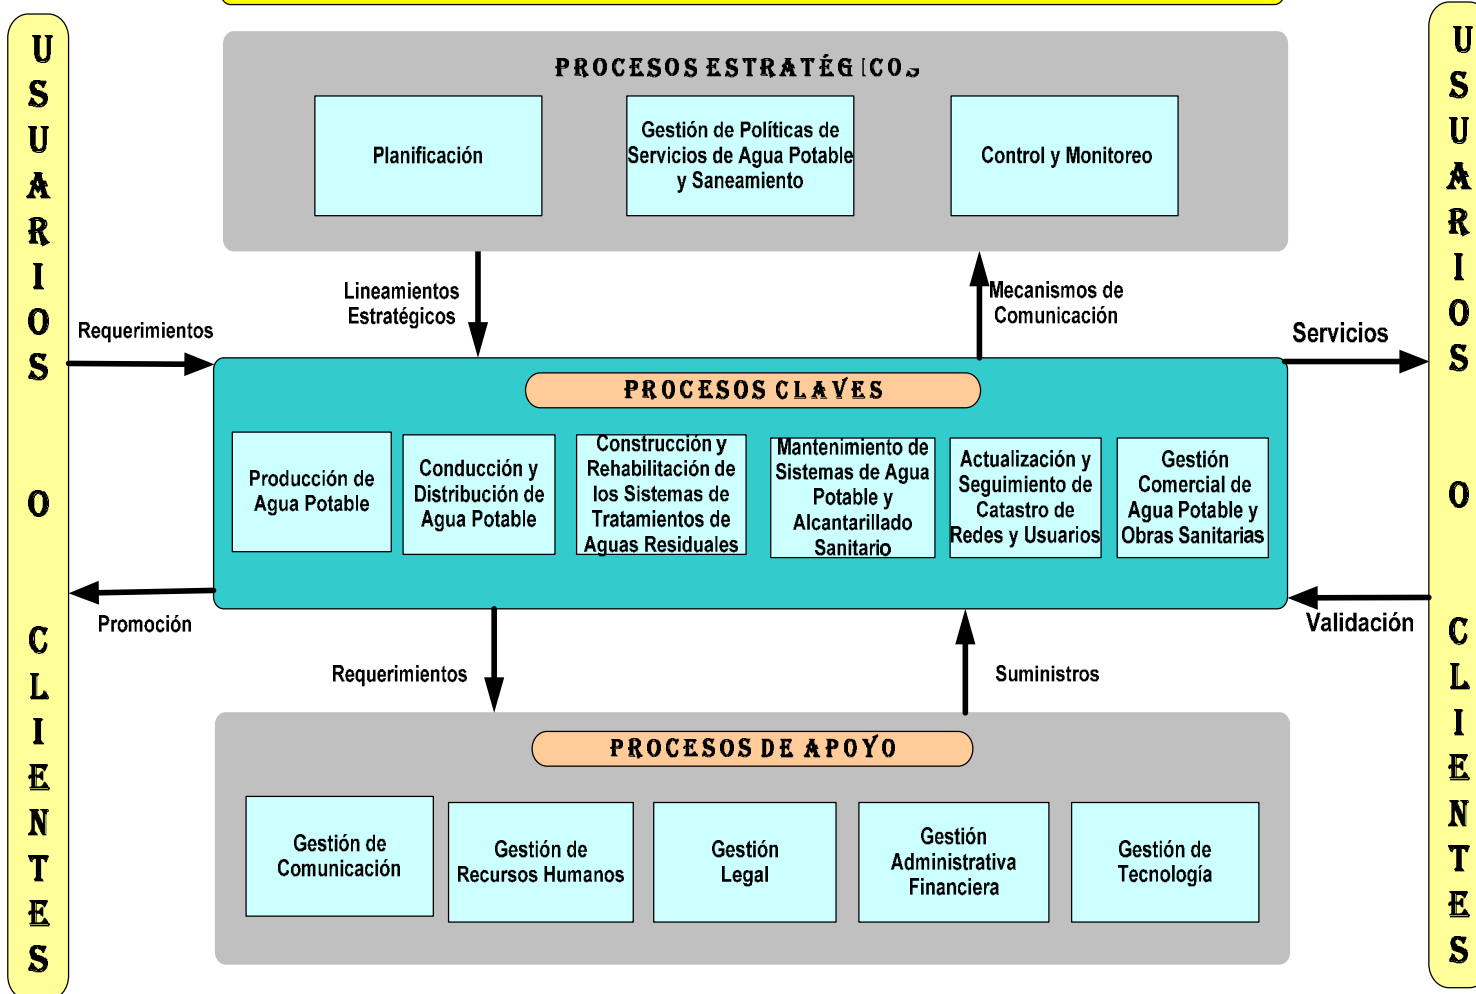 USUARIOS O CLIENTES
PROCESOS ESTRATÉGICOS
Planificación
Gestión de Políticas de
Servicios de Agua Potable
y Saneamiento
Control y Monitoreo
Lineamientos
Estratégicos
Mecanismos de
Comunicación
Requerimientos
Servicios
PROCESOS CLAVES
Producción de
Agua Potable
Conducción y
Distribución de
Agua Potable
Construcción y
Rehabilitación de
los Sistemas de
Tratamientos de
Aguas Residuales
Mantenimiento de
Sistemas de Agua
Potable y
Alcantarillado
Sanitario
Actualización y
Seguimiento de
Catastro de
Redes y Usuarios
Gestión
Comercial de
Agua Potable y
Obras Sanitarias
Promoción
Validación
Requerimientos
Suministros
PROCESOS DE APOYO
Gestión de
Comunicación
Gestión de
Recursos Humanos
Gestión
Legal
Gestión
Administrativa
Financiera
Gestión de
Tecnología
USUARIOS O CLIENTES